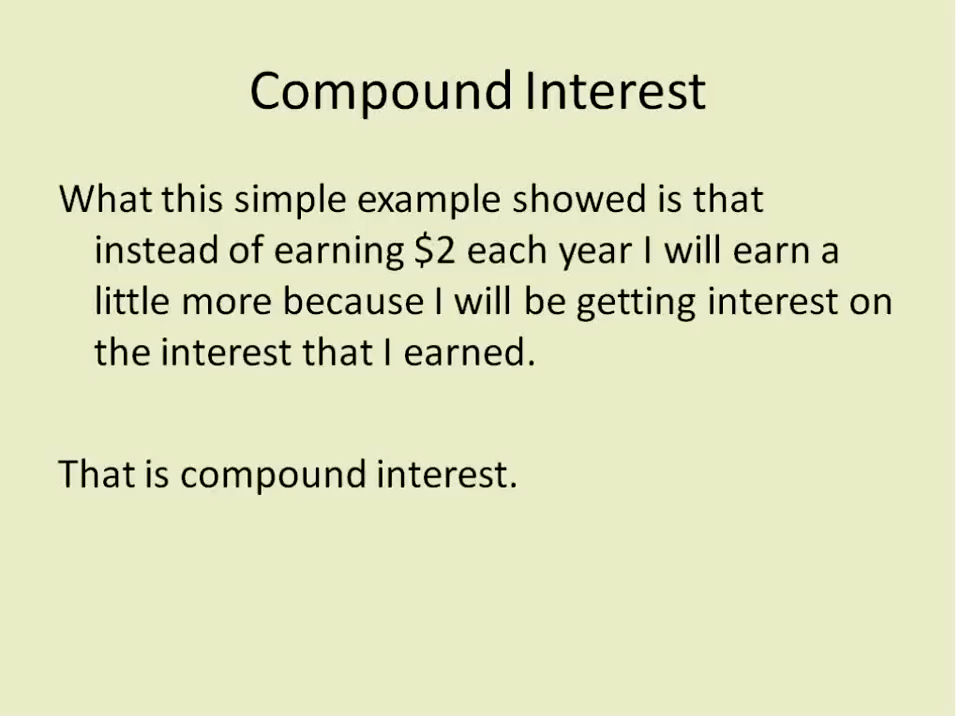 Compound Interest
What this simple example showed is that
instead of earning $2 each year I will earn a
little more because I will be getting interest on
the interest that I earned.
That is compound interest.